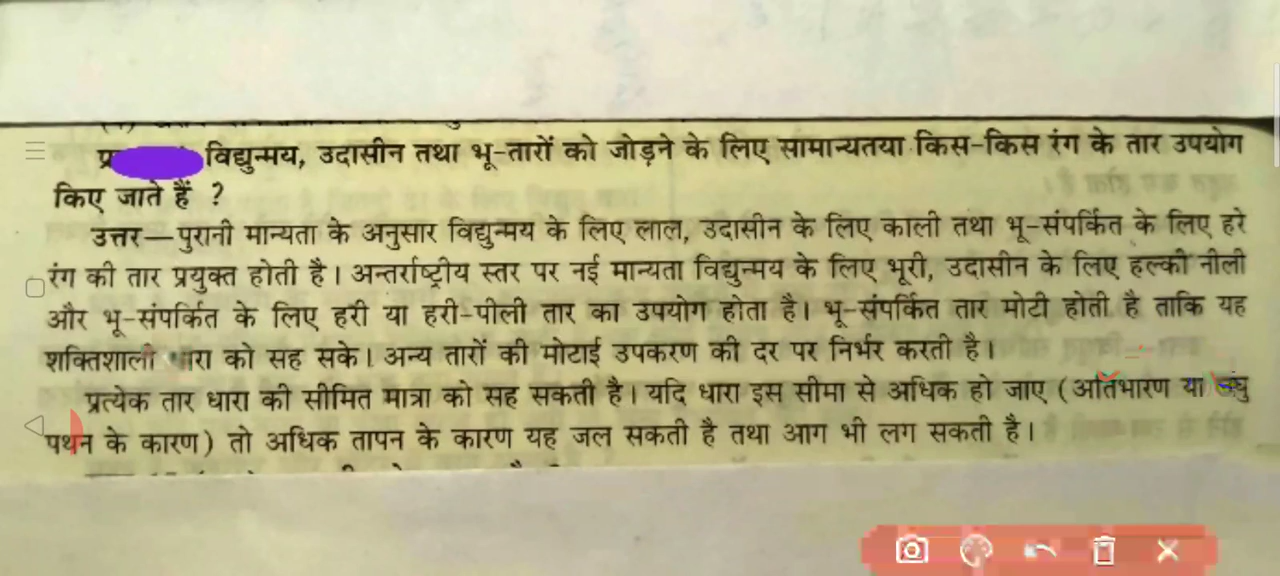 विद्युन्मय, उदासीन तथा भू-तारों को जोड़ने के लिए सामान्यतया किस-किस रंग के तार उपयोग
किए जाते हैं ?
उत्तर—पुरानी मान्यता के अनुसार विद्युन्मय के लिए लाल, उदासीन के लिए काली तथा भू-संपर्कित के लिए हरे
रंग की तार प्रयुक्त होती है। अन्तर्राष्ट्रीय स्तर पर नई मान्यता विद्युन्मय के लिए भूरी, उदासीन के लिए हल्की नीली
और भू-संपर्कित के लिए हरी या हरी-पीली तार का उपयोग होता है। भू-संपर्कित तार मोटी होती है ताकि यह
शक्तिशाली धारा को सह सके। अन्य तारों की मोटाई उपकरण की दर पर निर्भर करती है।
प्रत्येक तार धारा की सीमित मात्रा को सह सकती है। यदि धारा इस सीमा से अधिक हो जाए (अतिभारण या लघु
पथन के कारण) तो अधिक तापन के कारण यह जल सकती है तथा आग भी लग सकती है।